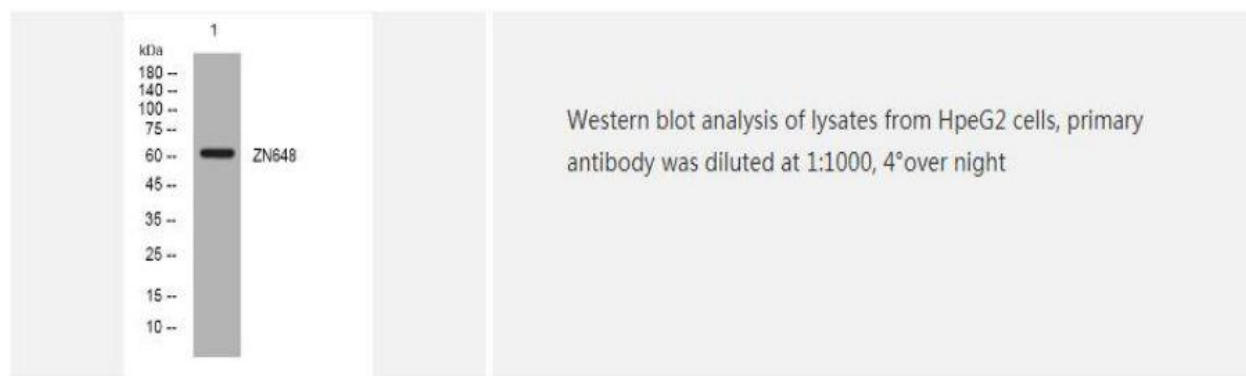 1
kDa
180 --
140 --
100 --
75 --
60 --
ZN648
45 --
35 --
25 --
15 --
10 --
Western blot analysis of lysates from HpeG2 cells, primary
antibody was diluted at 1:1000, 4°over night